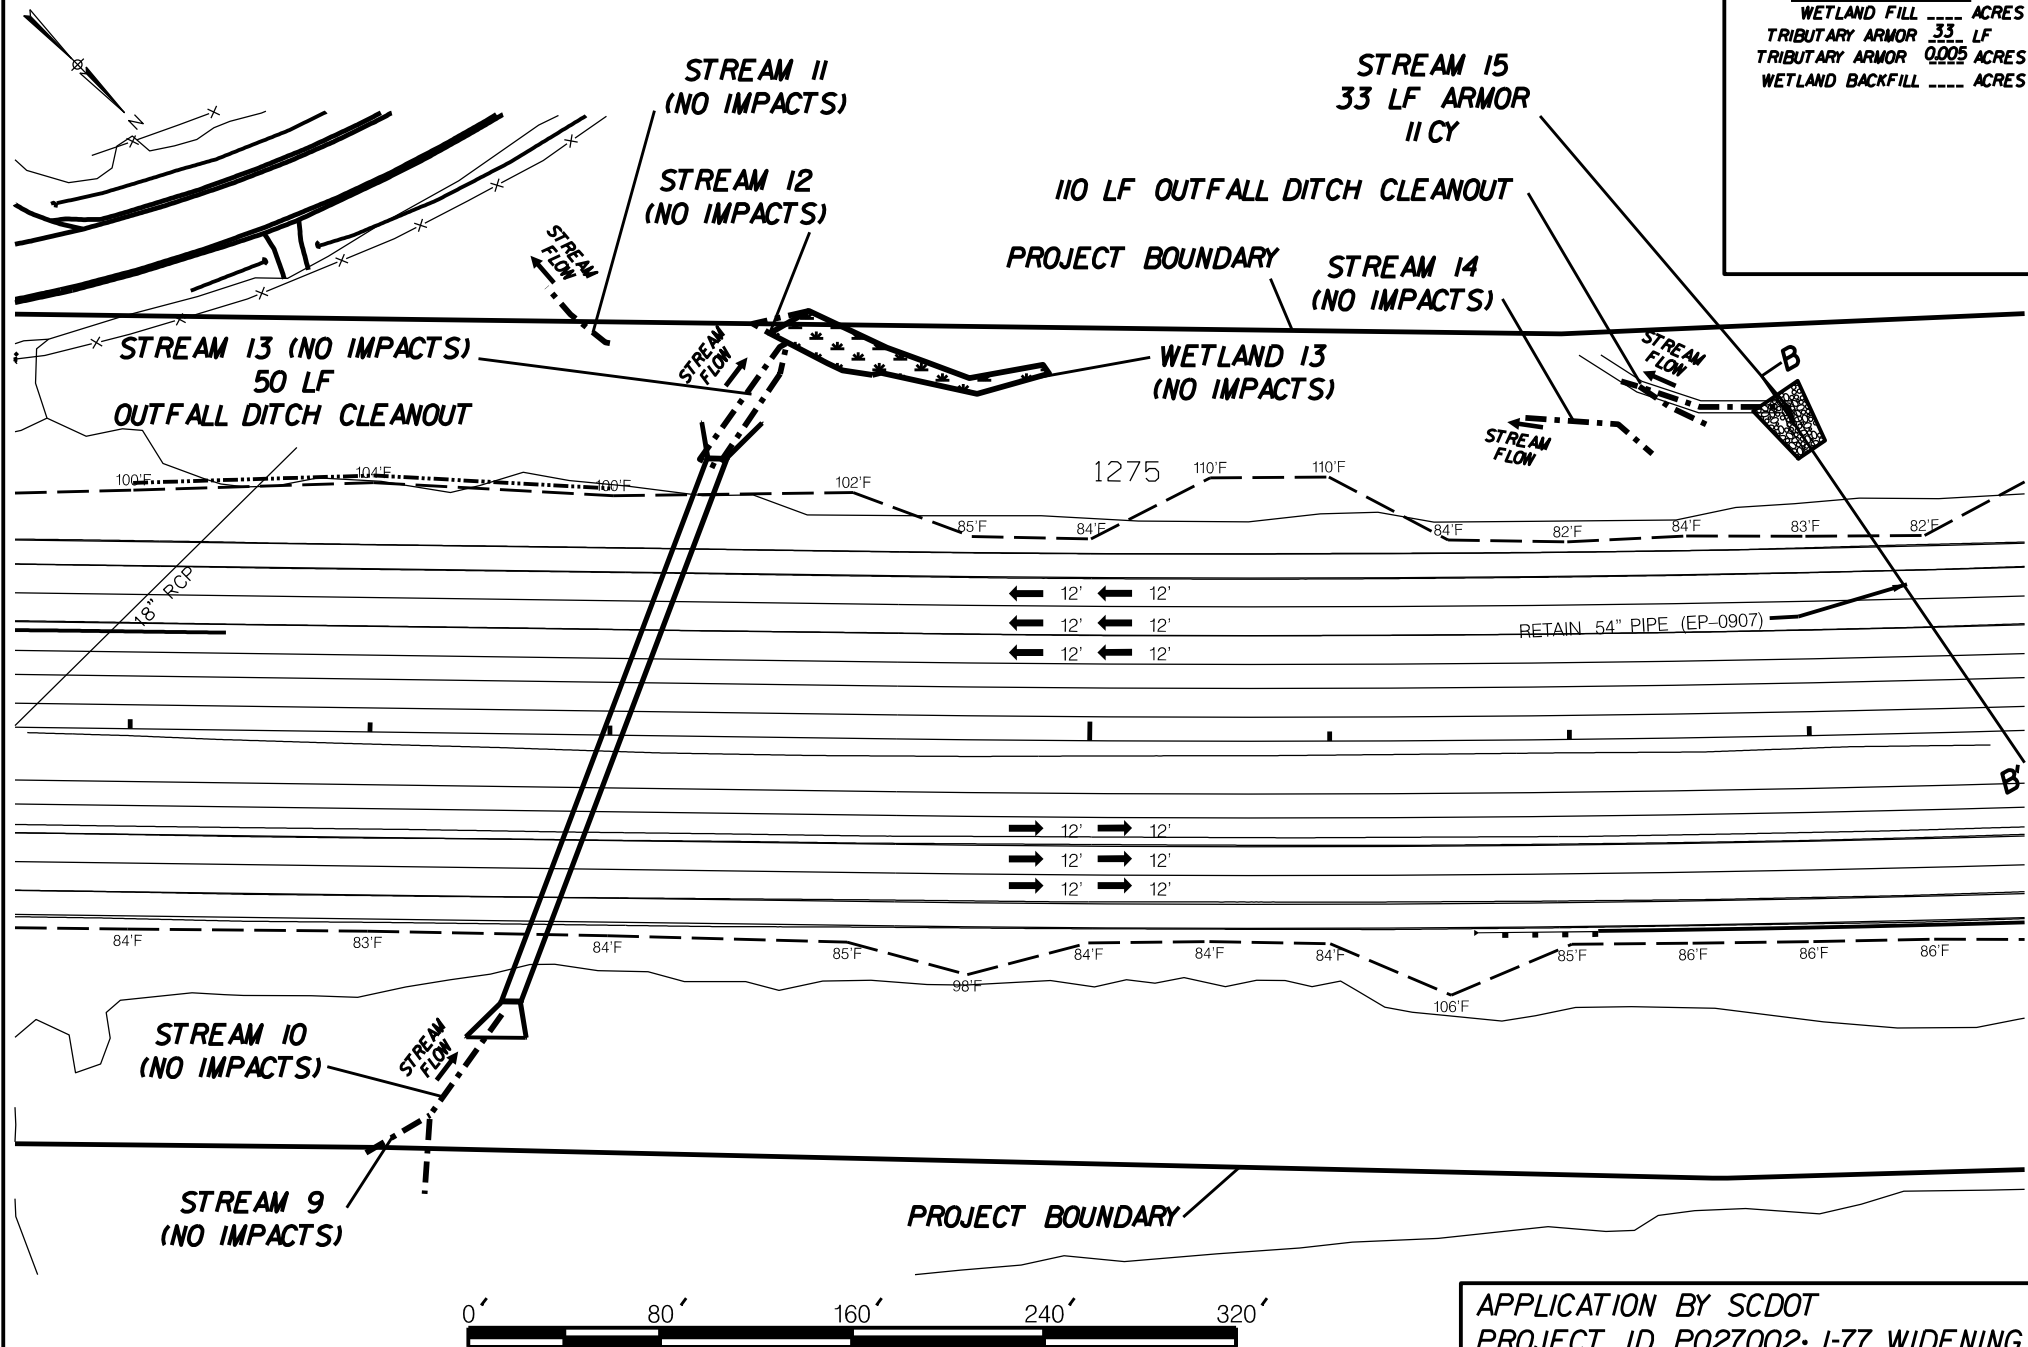 WETLAND FILL ---- ACRES
TRIBUTARY ARMOR 33 LF
TRIBUTARY ARMOR 0.005 ACRES
WETLAND BACKFILL ---- ACRES
N
STREAM 11
(NO IMPACTS)
STREAM 15
33 LF ARMOR
11 CY
STREAM 12
(NO IMPACTS)
110 LF OUTFALL DITCH CLEANOUT
PROJECT BOUNDARY
STREAM 14
(NO IMPACTS)
STREAM
FLOW
STREAM 13 (NO IMPACTS)
50 LF
OUTFALL DITCH CLEANOUT
STREAM
FLOW
WETLAND 13
(NO IMPACTS)
STREAM
FLOW
B
STREAM
FLOW
100'F
104'F
100'F
102'F
1275
110'F
110'F
85'F
84'F
84'F
82'F
84'F
83'F
82'F
18" RCP
12' 12'
12' 12'
12' 12'
RETAIN 54" PIPE (EP-0907)
B'
12' 12'
12' 12'
12' 12'
84'F
83'F
84'F
85'F
98'F
84'F
84'F
84'F
106'F
85'F
86'F
86'F
86'F
STREAM 10
(NO IMPACTS)
STREAM
FLOW
STREAM 9
(NO IMPACTS)
PROJECT BOUNDARY
0' 80' 160' 240' 320'
APPLICATION BY SCDOT
PROJECT ID P027002: I-77 WIDENING